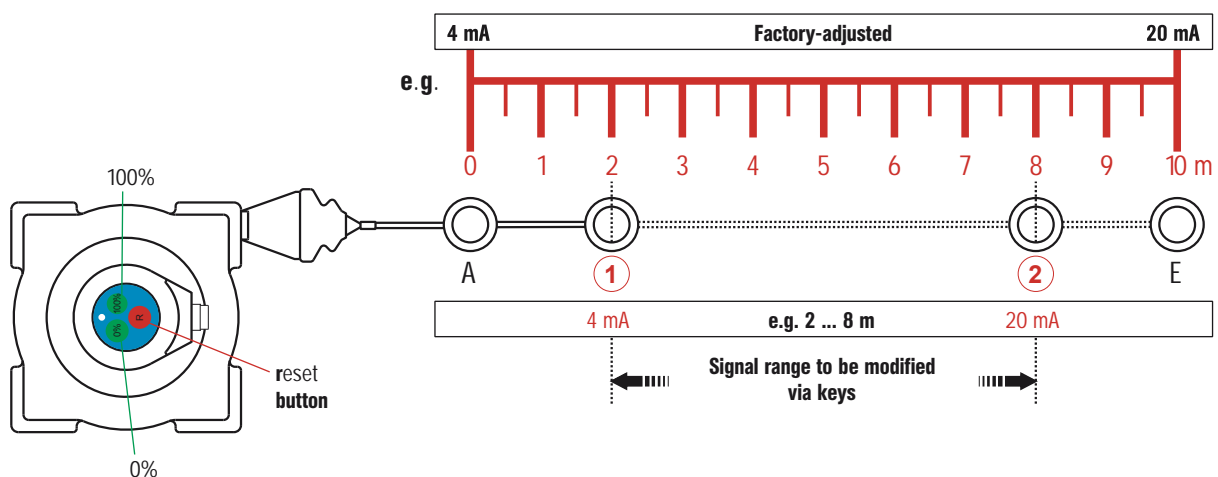 4 mA Factory-adjusted 20 mA
e.g.
0 1 2 3 4 5 6 7 8 9 10 m
100%
A 1 2 E
100%
0%
R
4 mA e.g. 2 ... 8 m 20 mA
Signal range to be modified
via keys
reset
button
0%